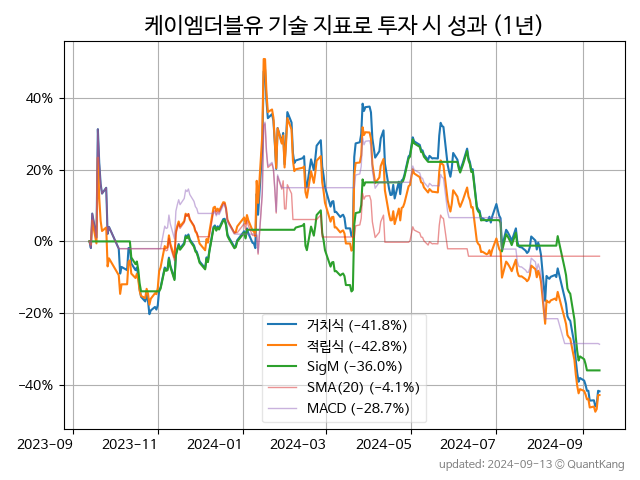 케이엠더블유 기술 지표로 투자 시 성과 (1년)
40%
20%
0%
−20%
−40%
거치식 (−41.8%)
적립식 (−42.8%)
SigM (−36.0%)
SMA(20) (−4.1%)
MACD (−28.7%)
2023-09 2023-11 2024-01 2024-03 2024-05 2024-07 2024-09
updated: 2024-09-13 © QuantKang